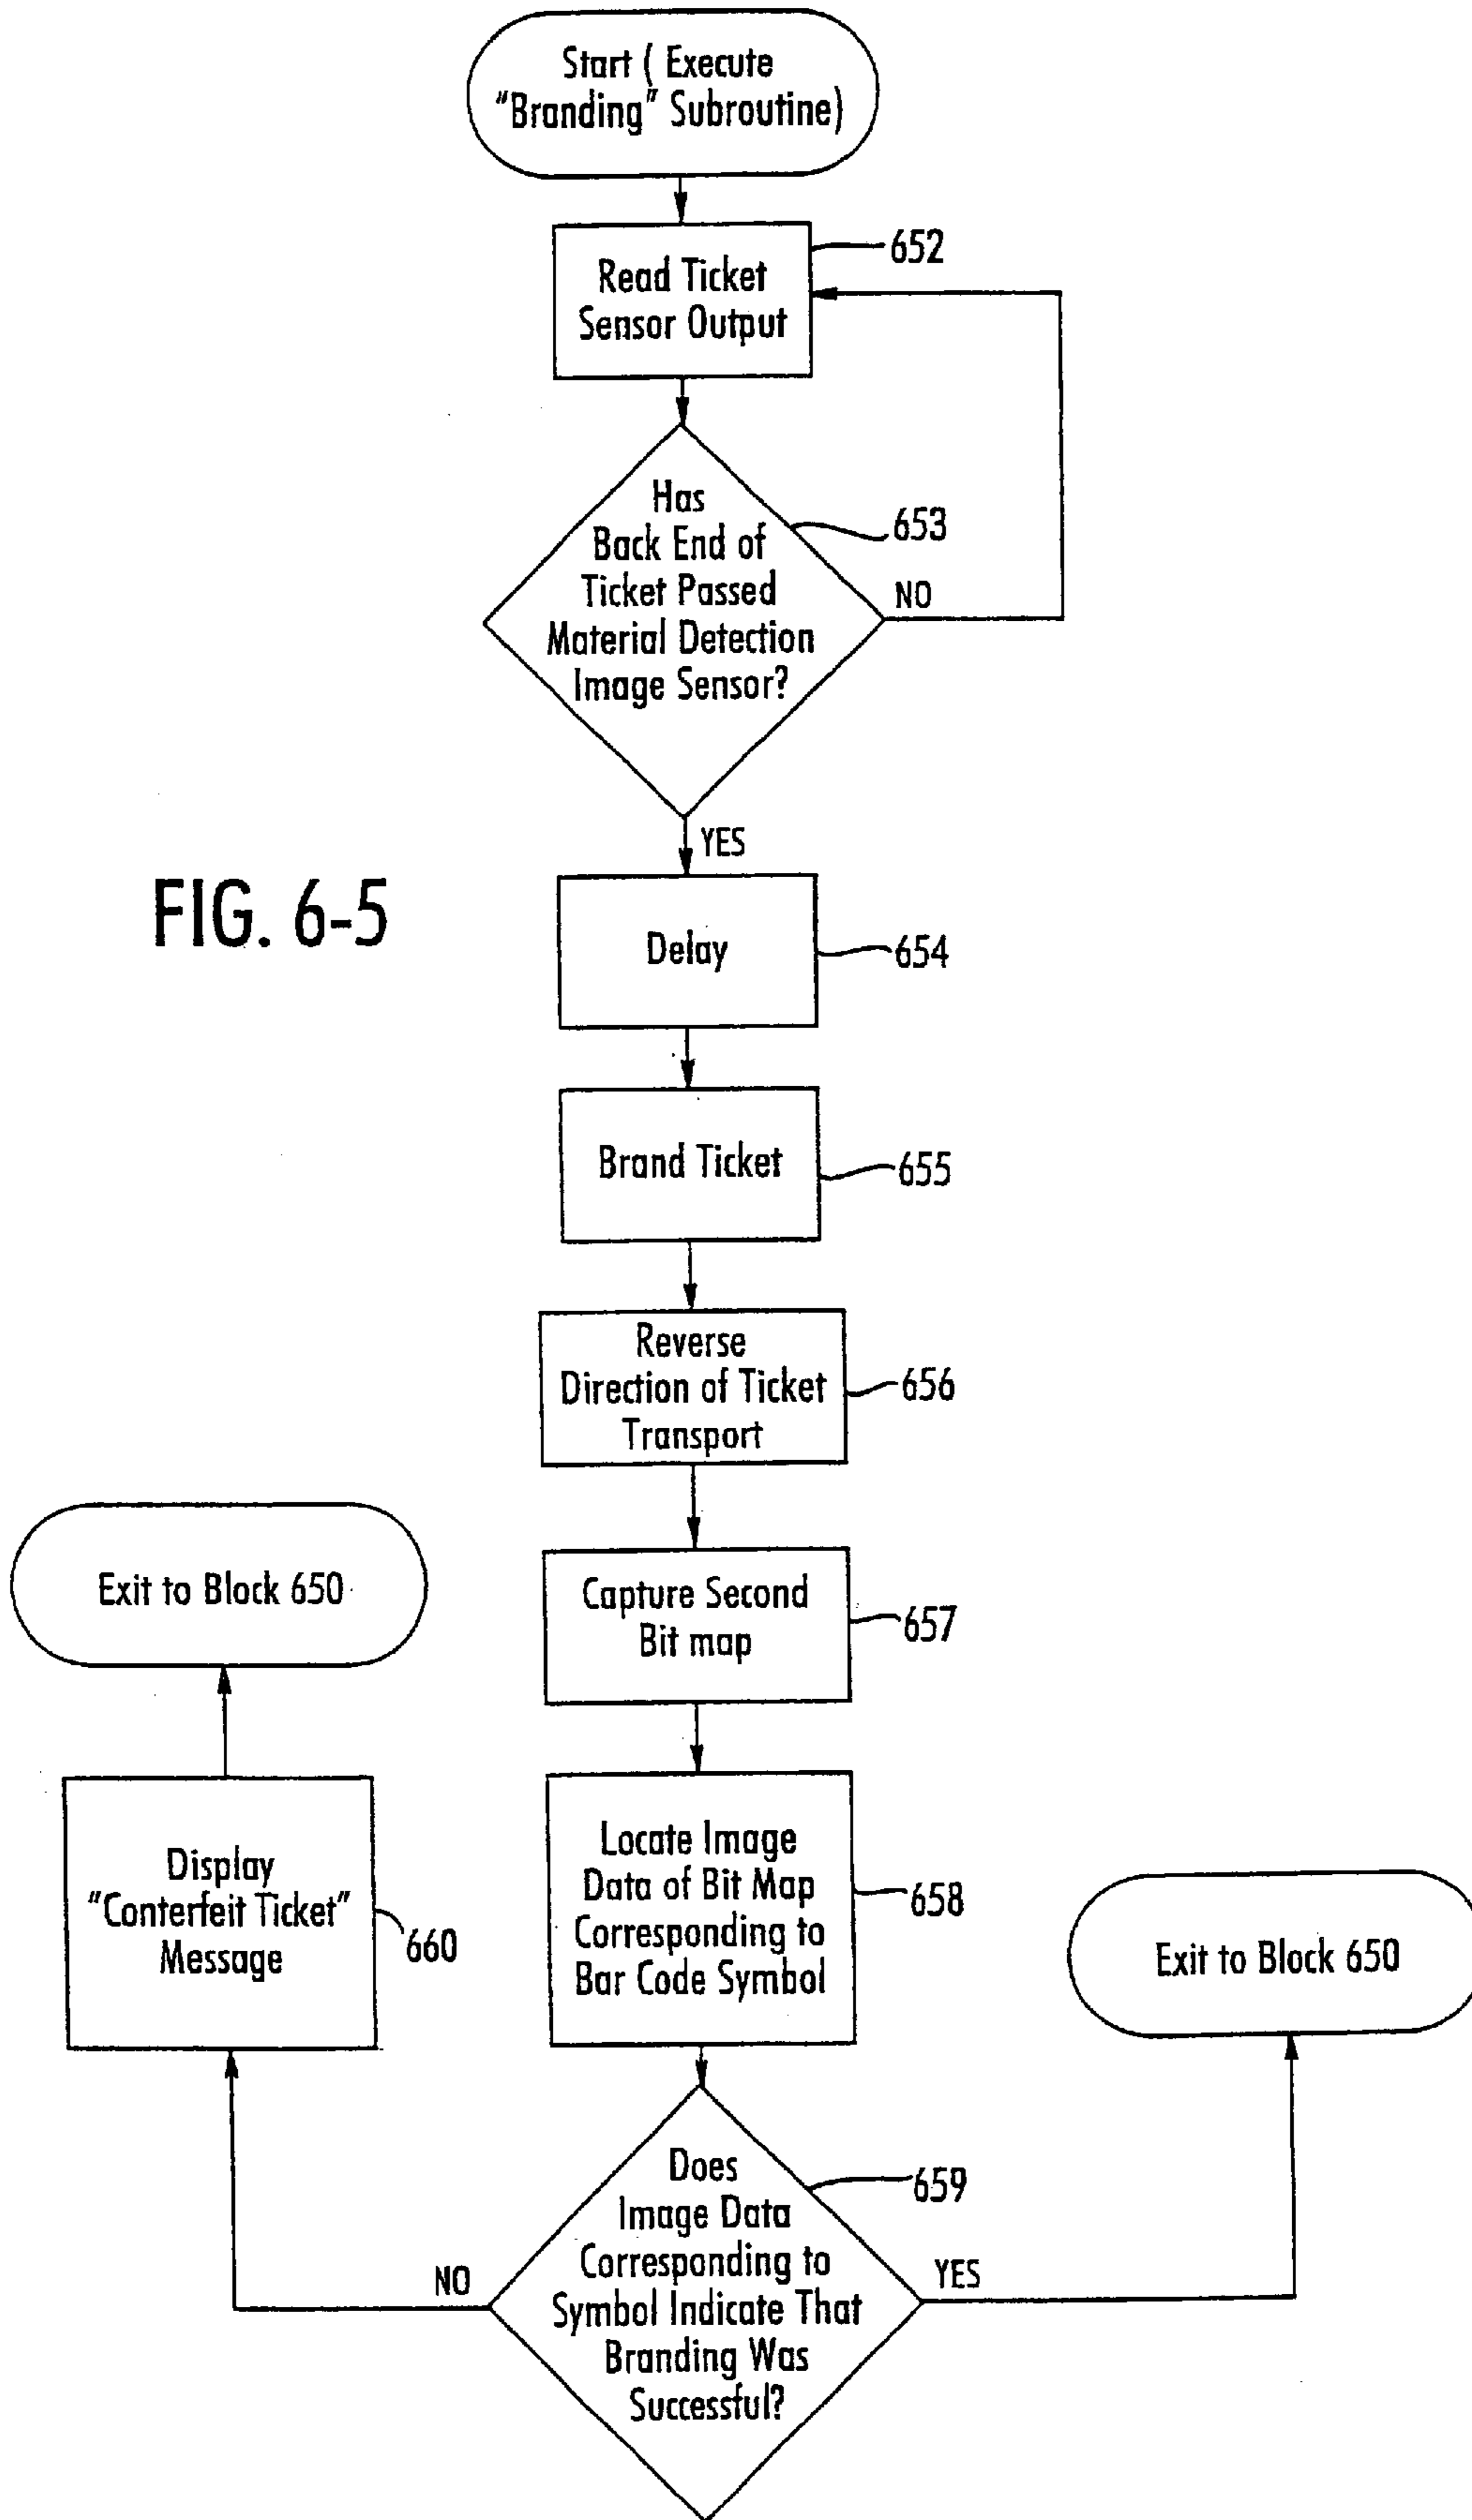 Start ( Execute
"Branding" Subroutine)
652
Read Ticket
Sensor Output
653
Has
Back End of
Ticket Passed
Material Detection
Image Sensor?
NO
YES
FIG. 6-5
Delay
654
Brand Ticket
655
Reverse
Direction of Ticket
Transport
656
Exit to Block 650
Capture Second
Bit map
657
Display
"Conterfeit Ticket"
Message
660
Locate Image
Data of Bit Map
Corresponding to
Bar Code Symbol
658
Exit to Block 650
659
Does
Image Data
Corresponding to
Symbol Indicate That
Branding Was
Successful?
NO
YES